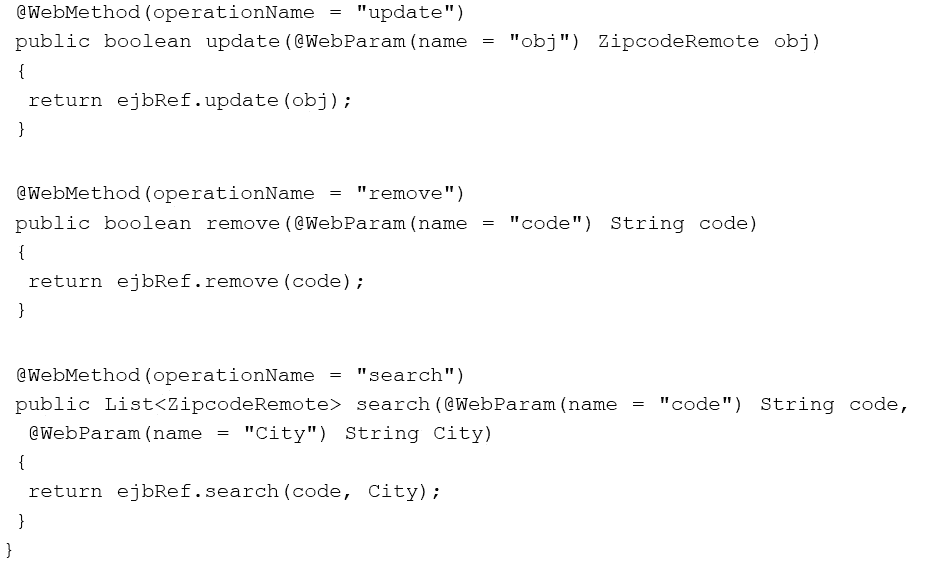 @WebMethod(operationName = "update")
public boolean update(@WebParam(name = "obj") ZipcodeRemote obj)
{
return ejbRef.update(obj);
}
@WebMethod(operationName = "remove")
public boolean remove(@WebParam(name = "code") String code)
{
return ejbRef.remove(code);
}
@WebMethod(operationName = "search")
public List<ZipcodeRemote> search(@WebParam(name = "code") String code,
@WebParam(name = "City") String City)
{
return ejbRef.search(code, City);
}
}